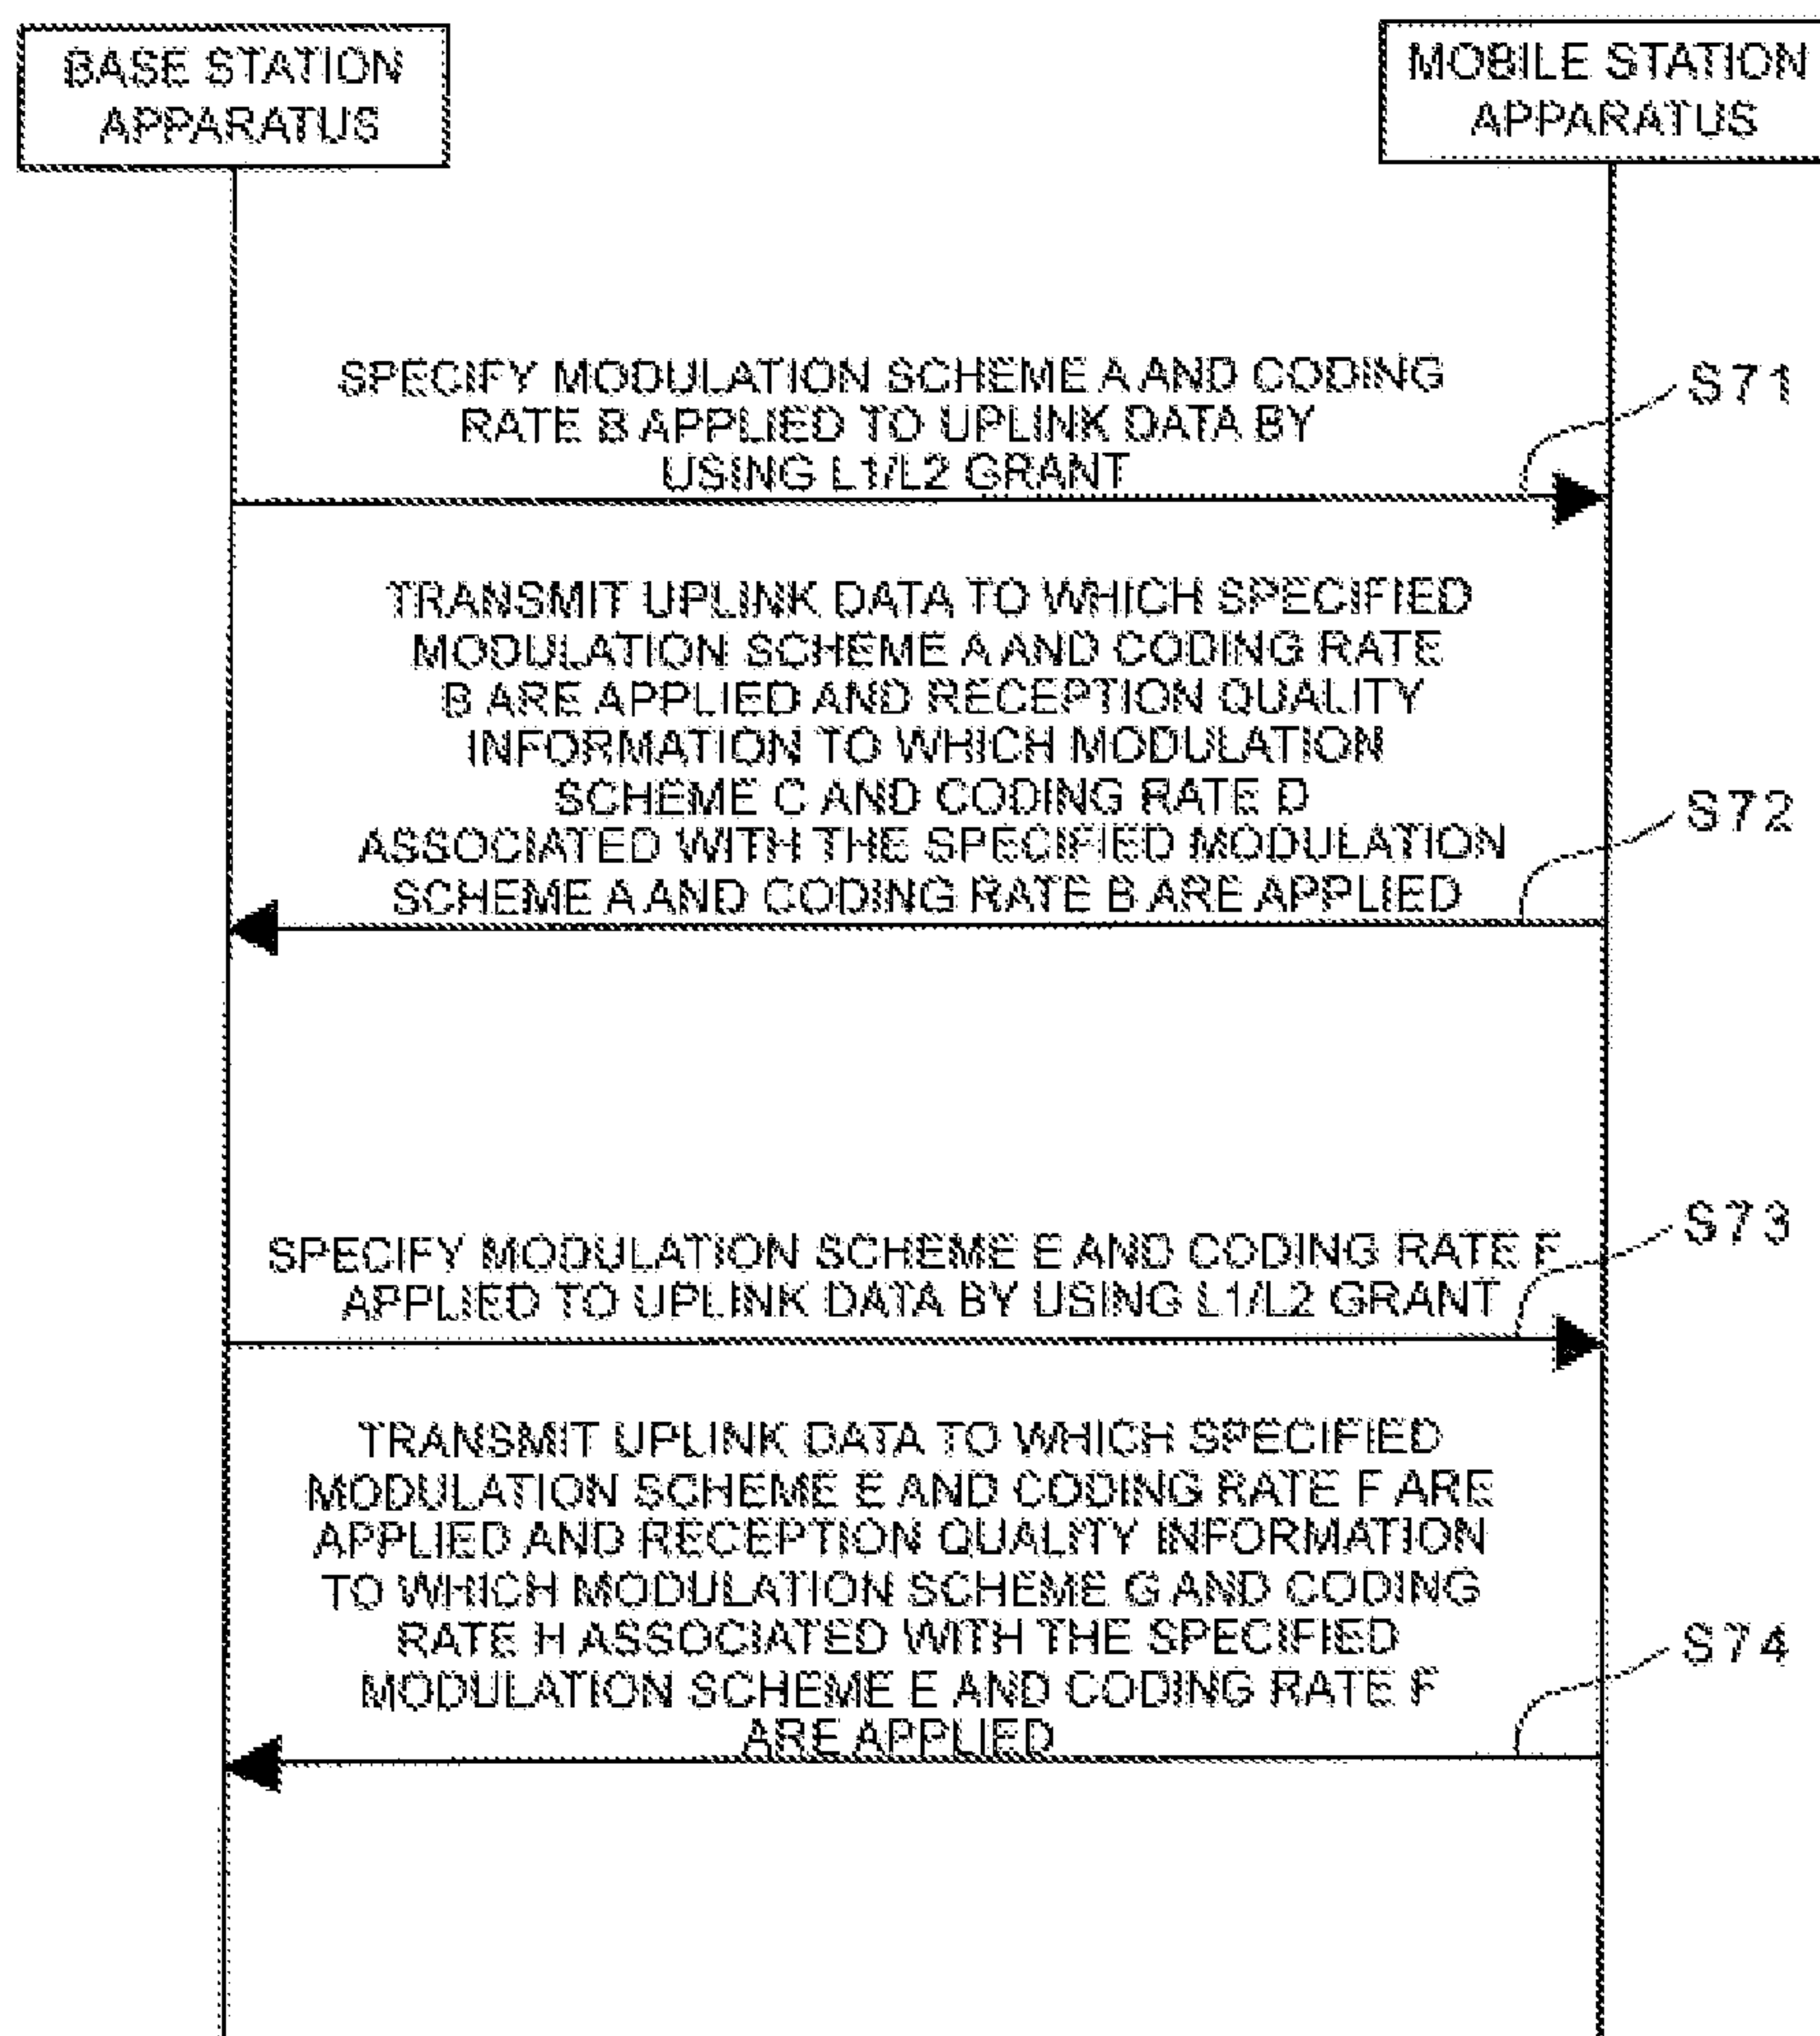 BASE STATION
APPARATUS
MOBILE STATION
APPARATUS
SPECIFY MODULATION SCHEME A AND CODING
RATE B APPLIED TO UPLINK DATA BY
USING L1/L2 GRANT
S71
TRANSMIT UPLINK DATA TO WHICH SPECIFIED
MODULATION SCHEME A AND CODING RATE
B ARE APPLIED AND RECEPTION QUALITY
INFORMATION TO WHICH MODULATION
SCHEME C AND CODING RATE D
ASSOCIATED WITH THE SPECIFIED MODULATION
SCHEME A AND CODING RATE B ARE APPLIED
S72
SPECIFY MODULATION SCHEME E AND CODING RATE F
APPLIED TO UPLINK DATA BY USING L1/L2 GRANT
S73
TRANSMIT UPLINK DATA TO WHICH SPECIFIED
MODULATION SCHEME E AND CODING RATE F ARE
APPLIED AND RECEPTION QUALITY INFORMATION
TO WHICH MODULATION SCHEME G AND CODING
RATE H ASSOCIATED WITH THE SPECIFIED
MODULATION SCHEME E AND CODING RATE F
ARE APPLIED
S74